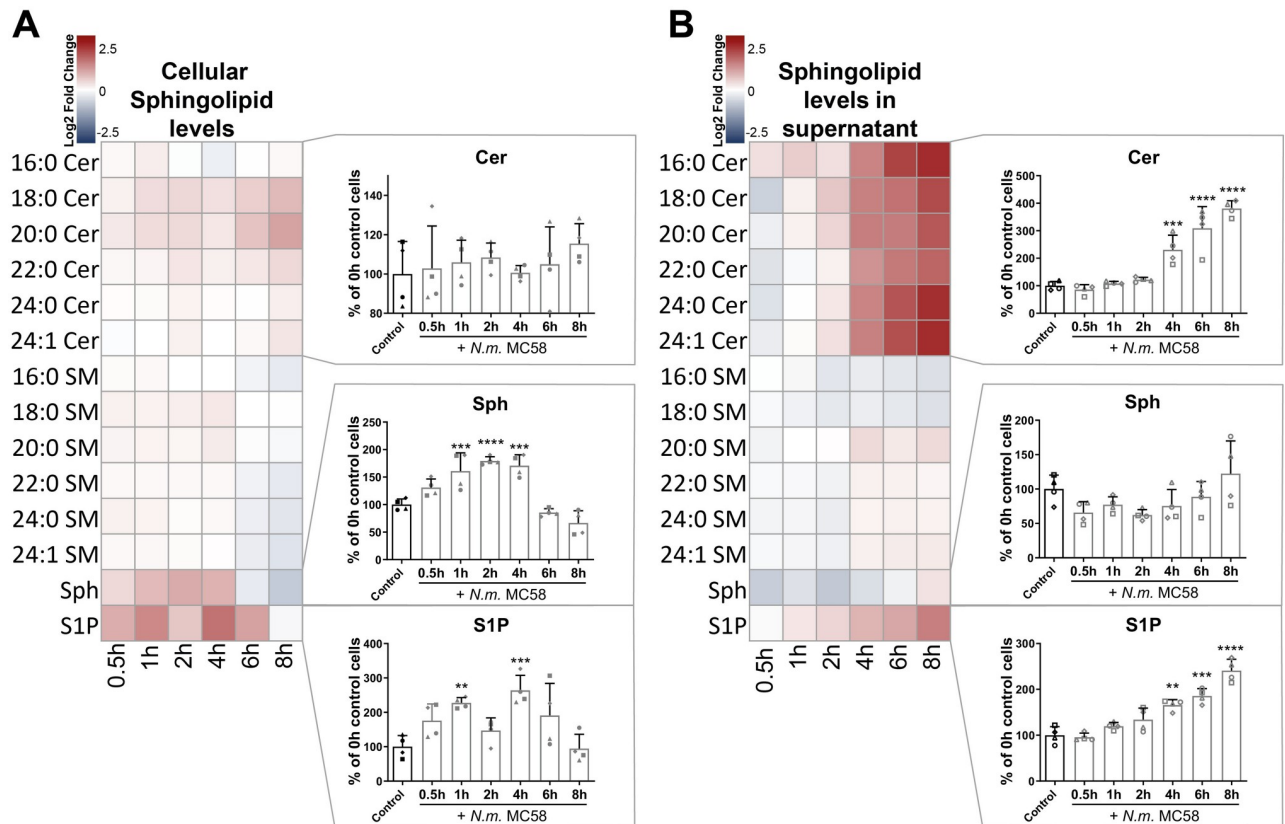 A
Log2 Fold Change
2.5
0
-2.5
Cellular
Sphingolipid
levels
16:0 Cer
18:0 Cer
20:0 Cer
22:0 Cer
24:0 Cer
24:1 Cer
16:0 SM
18:0 SM
20:0 SM
22:0 SM
24:0 SM
24:1 SM
Sph
S1P
0.5h
1h
2h
4h
6h
8h
Cer
% of 0h control cells
140
120
100
80
***
Control
0.5h 1h 2h 4h 6h 8h
+ N.m. MC58
Sph
% of 0h control cells
250
200
150
100
50
0
*** **** ***
Control
0.5h 1h 2h 4h 6h 8h
+ N.m. MC58
S1P
% of 0h control cells
400
300
200
100
0
** ***
Control
0.5h 1h 2h 4h 6h 8h
+ N.m. MC58
B
Log2 Fold Change
2.5
0
-2.5
Sphingolipid
levels in
supernatant
16:0 Cer
18:0 Cer
20:0 Cer
22:0 Cer
24:0 Cer
24:1 Cer
16:0 SM
18:0 SM
20:0 SM
22:0 SM
24:0 SM
24:1 SM
Sph
S1P
0.5h
1h
2h
4h
6h
8h
Cer
% of 0h control cells
500
400
300
200
100
0
*** **** ****
Control
0.5h 1h 2h 4h 6h 8h
+ N.m. MC58
Sph
% of 0h control cells
200
150
100
50
0
Control
0.5h 1h 2h 4h 6h 8h
+ N.m. MC58
S1P
% of 0h control cells
300
200
100
0
** *** ****
Control
0.5h 1h 2h 4h 6h 8h
+ N.m. MC58